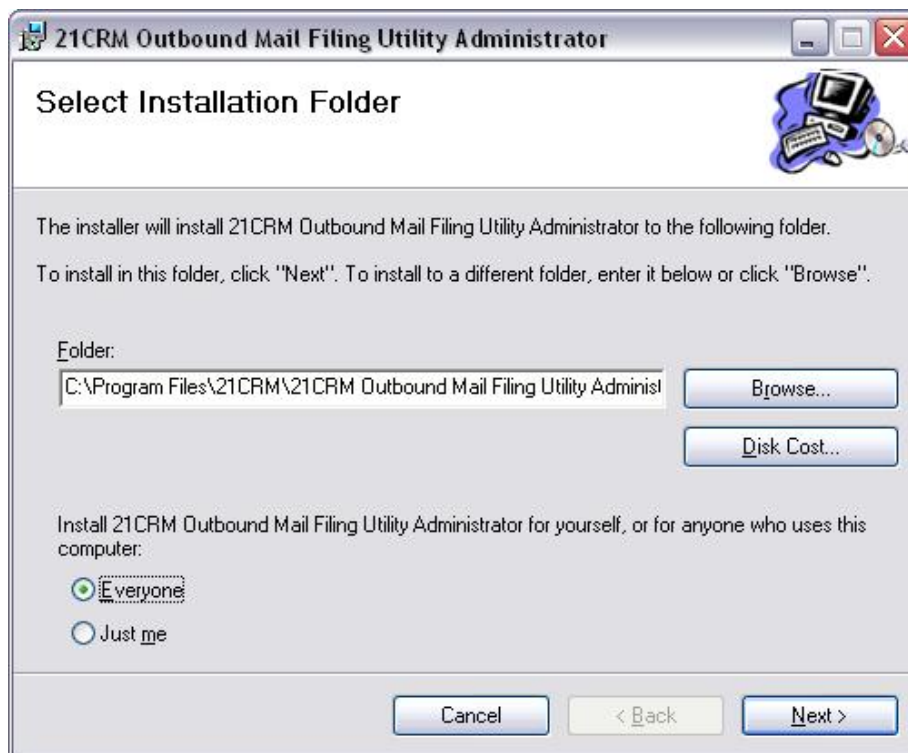 21CRM Outbound Mail Filing Utility Administrator
Select Installation Folder
The installer will install 21CRM Outbound Mail Filing Utility Administrator to the following folder.
To install in this folder, click "Next". To install to a different folder, enter it below or click "Browse".
Folder:
C:\Program Files\21CRM\21CRM Outbound Mail Filing Utility Adminis
Browse...
Disk Cost...
Install 21CRM Outbound Mail Filing Utility Administrator for yourself, or for anyone who uses this
computer:
Everyone
Just me
Cancel
< Back
Next >